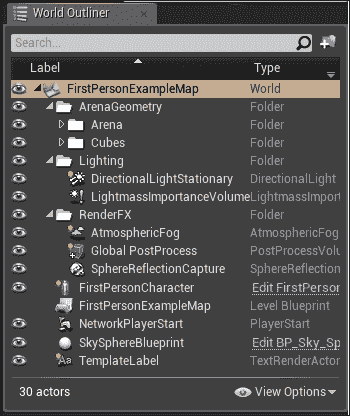 World Outliner
Search...
Label Type
FirstPersonExampleMap World
ArenaGeometry Folder
Arena Folder
Cubes Folder
Lighting Folder
DirectionalLightStationary DirectionalLight
LightmassImportanceVolume LightmassImport
RenderFX Folder
AtmosphericFog AtmosphericFog
Global PostProcess PostProcessVolu
SphereReflectionCapture SphereReflection
FirstPersonCharacter Edit FirstPerson
FirstPersonExampleMap Level Blueprint
NetworkPlayerStart PlayerStart
SkySphereBlueprint Edit BP_Sky_Sp
TemplateLabel TextRenderActor
30 actors View Options